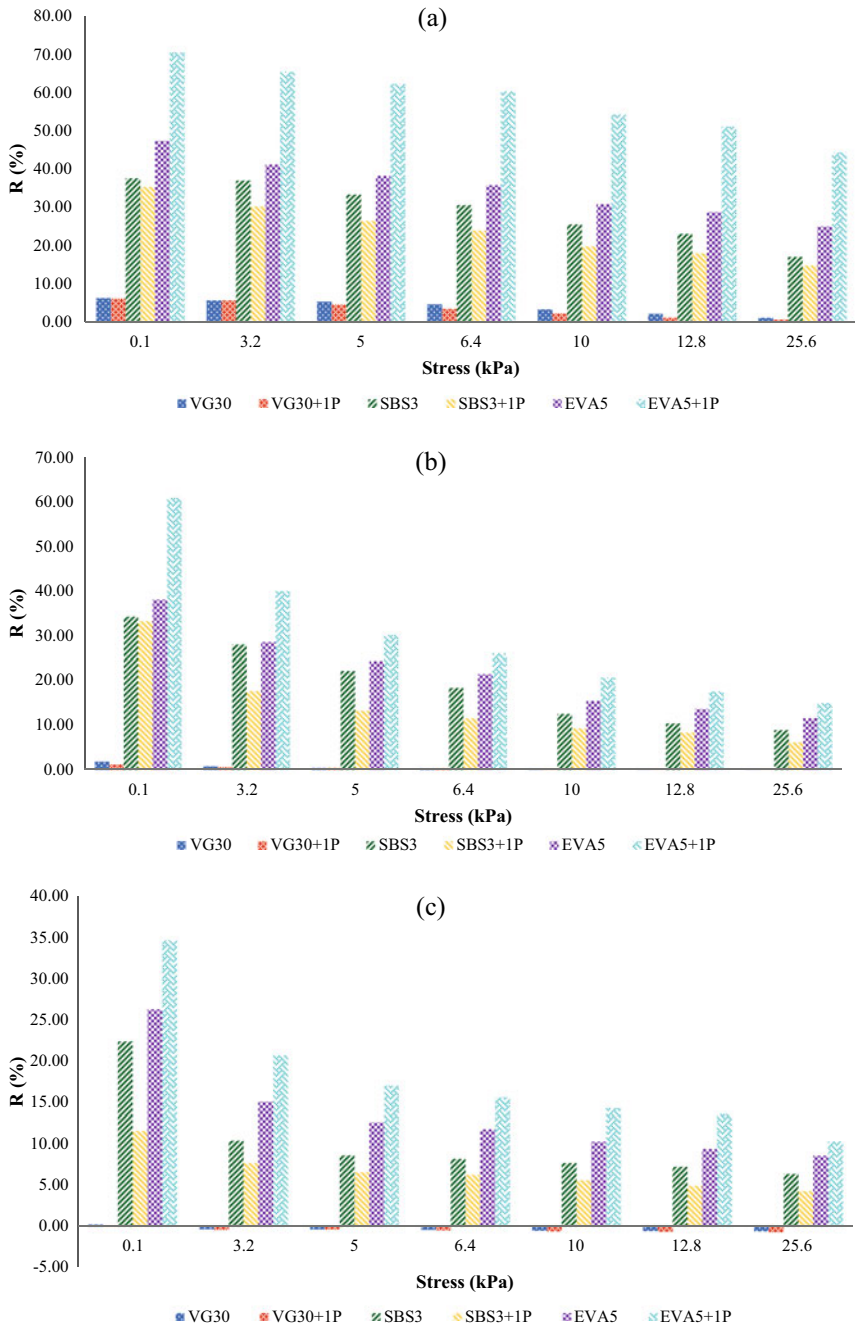 (a)
80.00
70.00
60.00
50.00
40.00
30.00
20.00
10.00
0.00
R (%)
0.1 3.2 5 6.4 10 12.8 25.6
Stress (kPa)
VG30 VG30+1P SBS3 SBS3+1P EVA5 EVA5+1P
(b)
70.00
60.00
50.00
40.00
30.00
20.00
10.00
0.00
R (%)
0.1 3.2 5 6.4 10 12.8 25.6
Stress (kPa)
VG30 VG30+1P SBS3 SBS3+1P EVA5 EVA5+1P
(c)
40.00
35.00
30.00
25.00
20.00
15.00
10.00
5.00
0.00
-5.00
R (%)
0.1 3.2 5 6.4 10 12.8 25.6
Stress (kPa)
VG30 VG30+1P SBS3 SBS3+1P EVA5 EVA5+1P